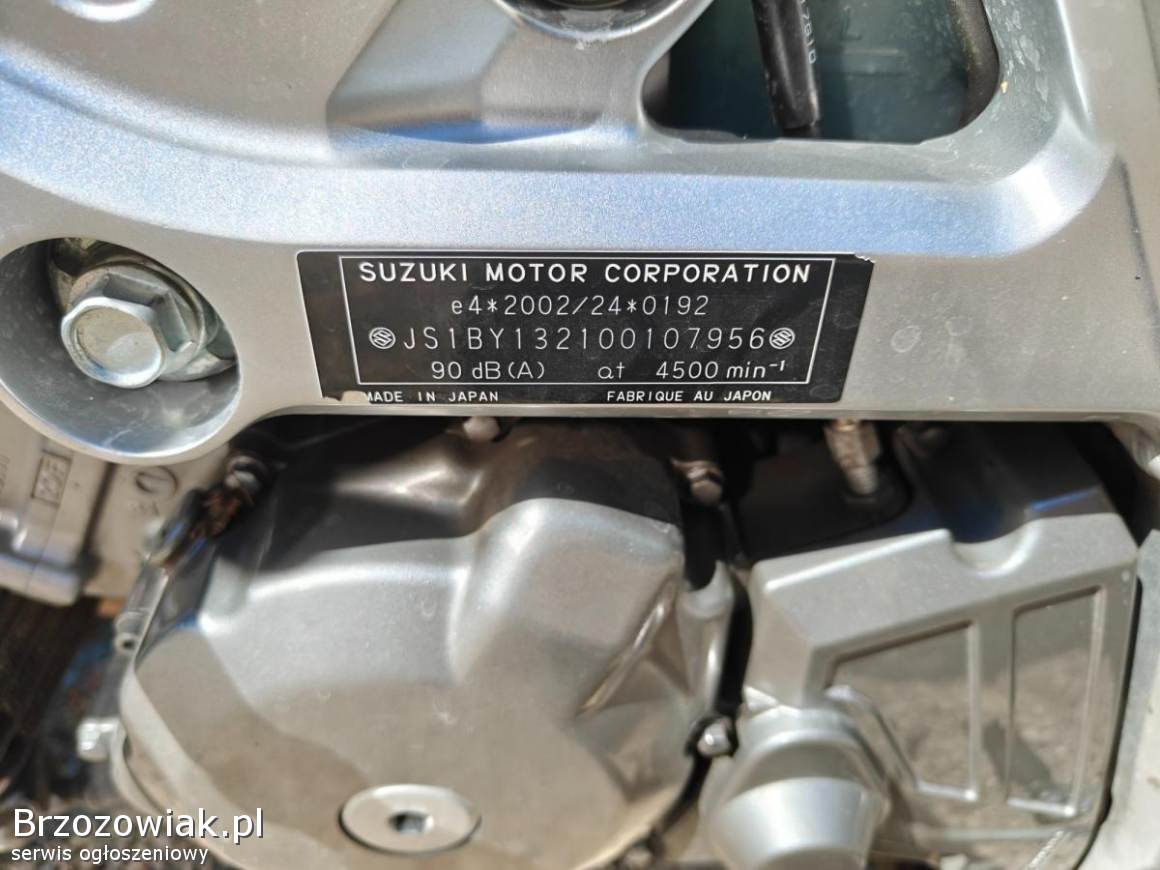 SUZUKI MOTOR CORPORATION
e4*2002/24*0192
JS1BY132100107956
90 dB(A) at 4500 min⁻¹
MADE IN JAPAN FABRIQUE AU JAPON
Brzozowiak.pl
serwis ogłoszeniowy